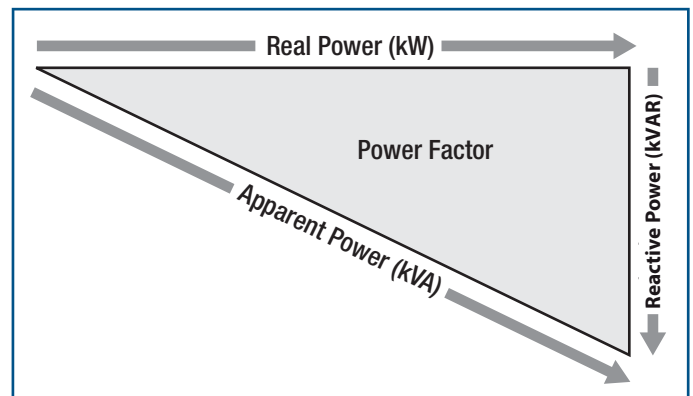 Real Power (kW)
Power Factor
Apparent Power (kVA)
Reactive Power (kVAR)